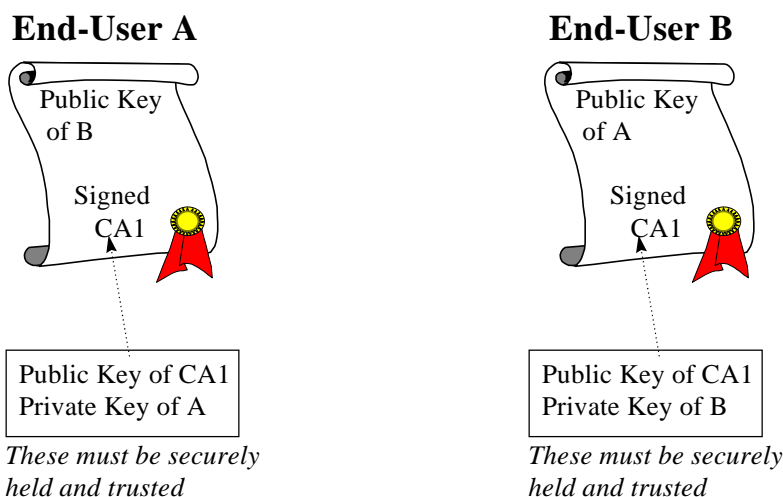 End-User A
Public Key
of B
Signed
CA1
Public Key of CA1
Private Key of A
These must be securely
held and trusted
End-User B
Public Key
of A
Signed
CA1
Public Key of CA1
Private Key of B
These must be securely
held and trusted